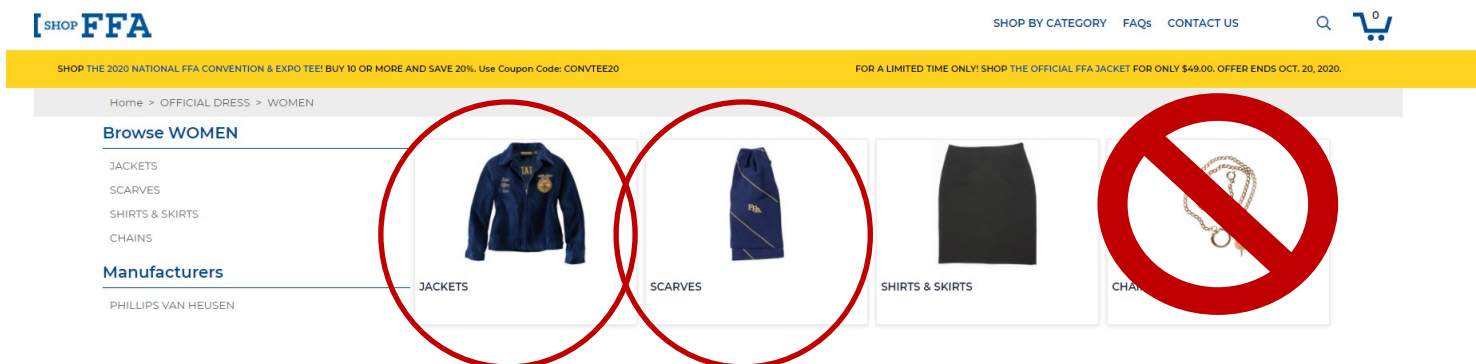 SHOP FFA
SHOP BY CATEGORY FAQs CONTACT US
0
SHOP THE 2020 NATIONAL FFA CONVENTION & EXPO TEE! BUY 10 OR MORE AND SAVE 20%. Use Coupon Code: CONVTEE20
FOR A LIMITED TIME ONLY! SHOP THE OFFICIAL FFA JACKET FOR ONLY $49.00. OFFER ENDS OCT. 20, 2020.
Home > OFFICIAL DRESS > WOMEN
Browse WOMEN
JACKETS
SCARVES
SHIRTS & SKIRTS
CHAINS
Manufacturers
PHILLIPS VAN HEUSEN
FFA
JACKETS
SCARVES
SHIRTS & SKIRTS